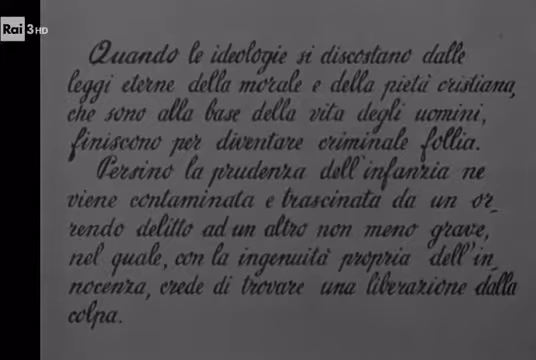 Rai 3HD
Quando le ideologie si discostano dalle
leggi eterne della morale e della pietà cristiana,
che sono alla base della vita degli uomini,
finiscono per diventare criminale follia.
Persino la prudenza dell'infanzia ne
viene contaminata e trascinata da un or_
rendo delitto ad un altro non meno grave,
nel quale, con la ingenuità propria dell'in_
nocenza, crede di trovare una liberazione dalla
colpa.